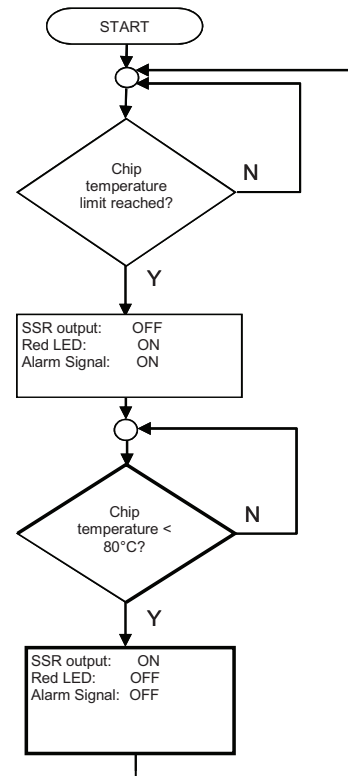 START
Chip
temperature
limit reached?
N
Y
SSR output: OFF
Red LED: ON
Alarm Signal: ON
Chip
temperature <
80°C?
N
Y
SSR output: ON
Red LED: OFF
Alarm Signal: OFF